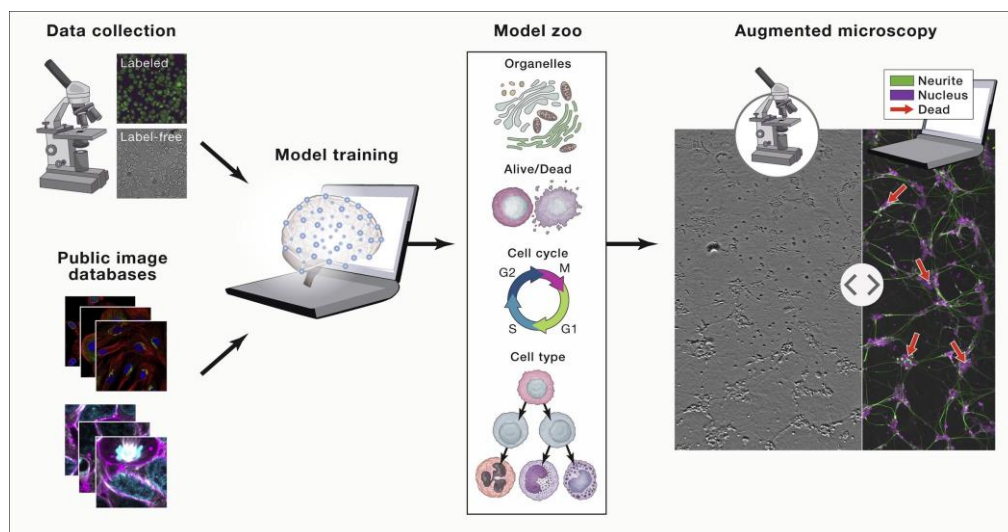 Data collection
Labeled
Label-free
Public image
databases
Model training
Model zoo
Organelles
Alive/Dead
Cell cycle
G2
M
S
G1
Cell type
Augmented microscopy
Neurite
Nucleus
Dead